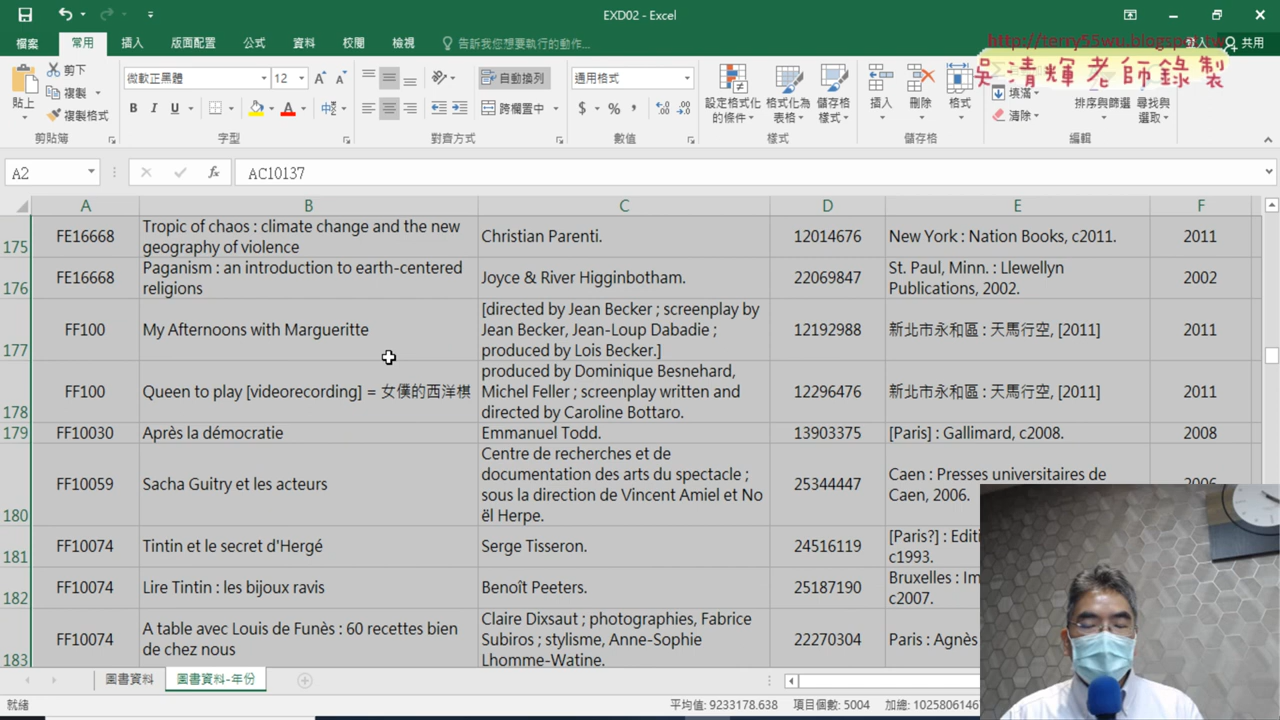 EXD02 - Excel
http://terry55wu.blogspot.tw
吳清輝老師錄製
檔案 常用 插入 版面配置 公式 資料 校閱 檢視 告訴我您想要執行的動作... 共用
貼上 剪下 複製 複製格式
微軟正黑體 12
B I U
自動換列
跨欄置中
通用格式
$ % ,
設定格式化的條件 格式化為表格 儲存格樣式
插入 刪除 格式
填滿
清除
排序與篩選 尋找與選取
剪貼簿 字型 對齊方式 數值 樣式 儲存格 編輯
A2 fx AC10137
A B C D E F
175 FE16668 Tropic of chaos : climate change and the new geography of violence Christian Parenti. 12014676 New York : Nation Books, c2011. 2011
176 FE16668 Paganism : an introduction to earth-centered religions Joyce & River Higginbotham. 22069847 St. Paul, Minn. : Llewellyn Publications, 2002. 2002
177 FF100 My Afternoons with Margueritte [directed by Jean Becker ; screenplay by Jean Becker, Jean-Loup Dabadie ; produced by Lois Becker.] 12192988 新北市永和區 : 天馬行空, [2011] 2011
178 FF100 Queen to play [videorecording] = 女僕的西洋棋 produced by Dominique Besnehard, Michel Feller ; screenplay written and directed by Caroline Bottaro. 12296476 新北市永和區 : 天馬行空, [2011] 2011
179 FF10030 Après la démocratie Emmanuel Todd. 13903375 [Paris] : Gallimard, c2008. 2008
180 FF10059 Sacha Guitry et les acteurs Centre de recherches et de documentation des arts du spectacle ; sous la direction de Vincent Amiel et No ël Herpe. 25344447 Caen : Presses universitaires de Caen, 2006.
181 FF10074 Tintin et le secret d'Hergé Serge Tisseron. 24516119 [Paris?] : Editi c1993.
182 FF10074 Lire Tintin : les bijoux ravis Benoît Peeters. 25187190 Bruxelles : Im c2007.
183 FF10074 A table avec Louis de Funès : 60 recettes bien de chez nous Claire Dixsaut ; photographies, Fabrice Subiros ; stylisme, Anne-Sophie Lhomme-Watine. 22270304 Paris : Agnès
圖書資料 圖書資料-年份
就緒 平均值: 9233178.638 項目個數: 5004 加總: 1025806146